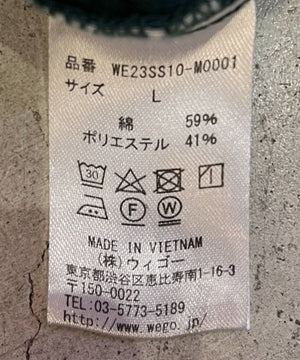 品番 WE23SS10-M0001
サイズ L
綿 59%
ポリエステル 41%
30
F W
MADE IN VIETNAM
(株)ウィゴー
東京都渋谷区恵比寿南1-16-3
〒150-0022
TEL: 03-5773-5189
http://www.wego.jp/